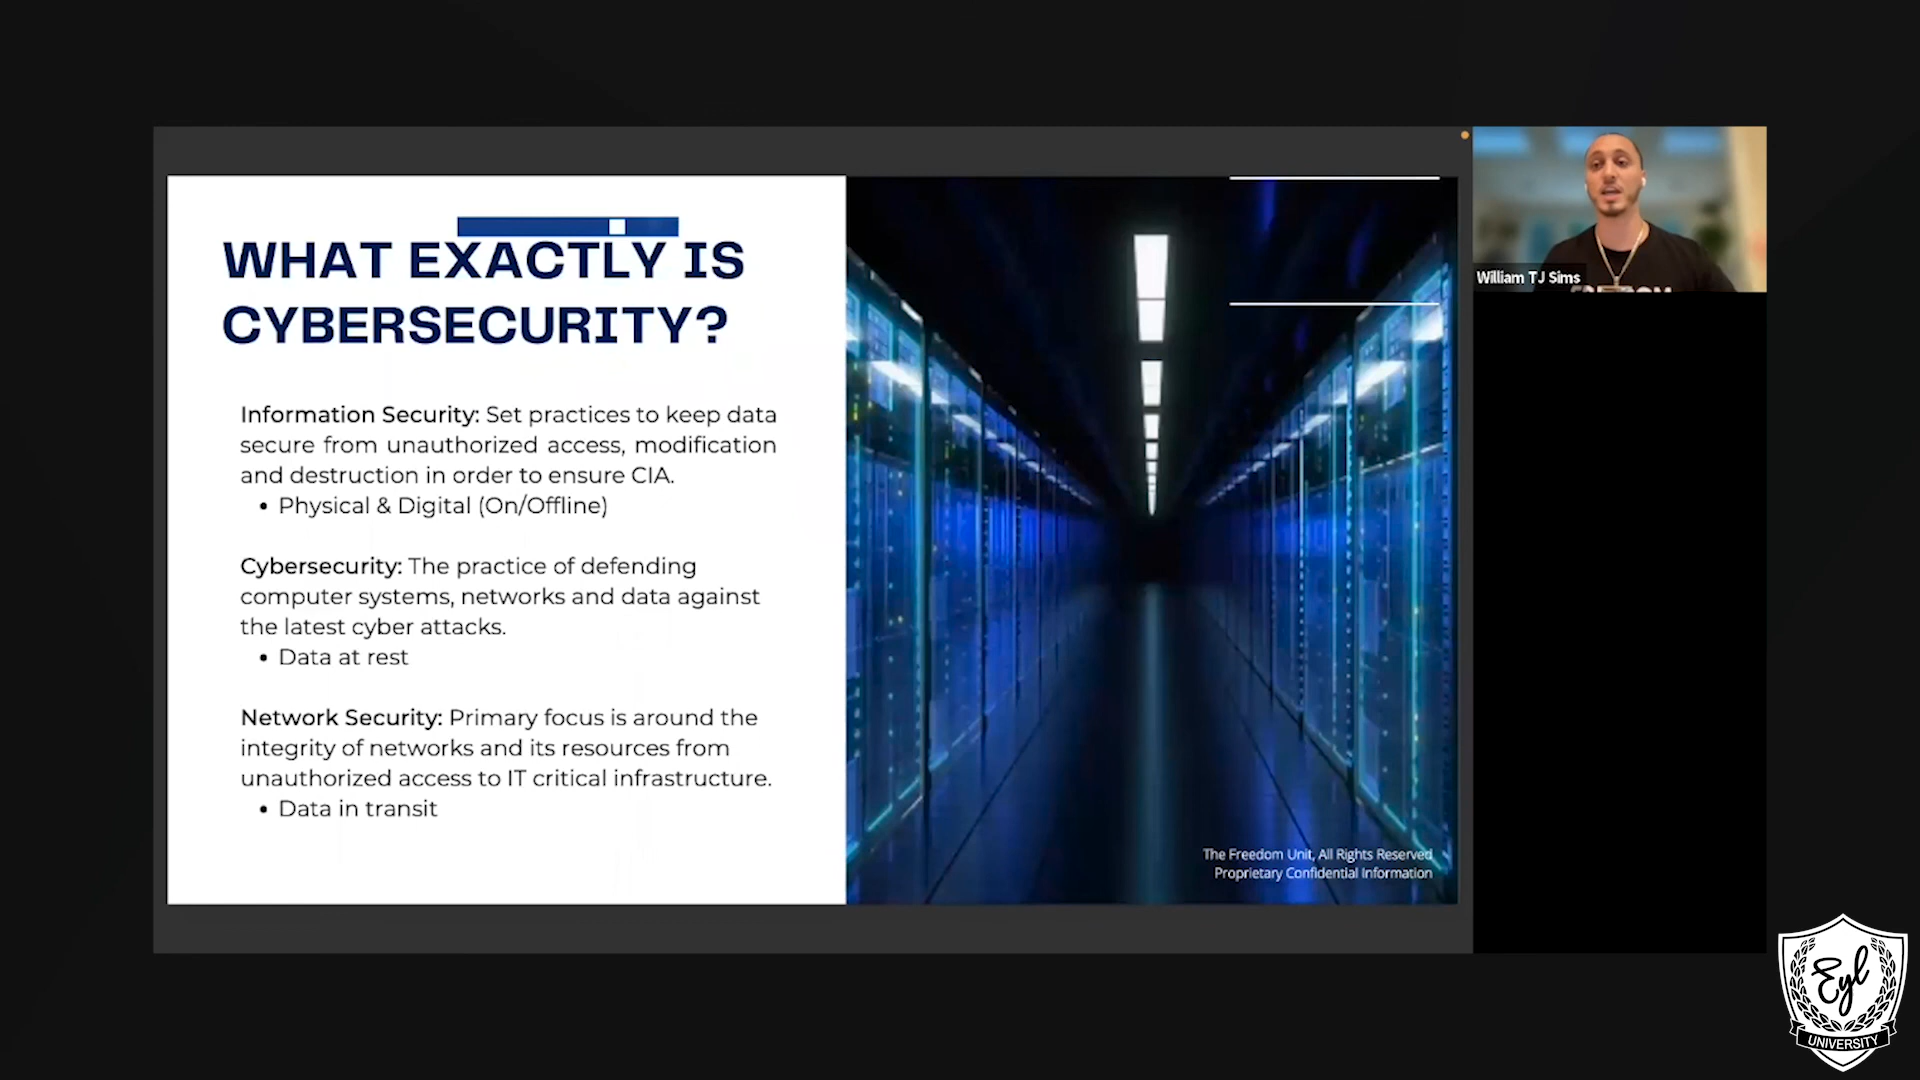 WHAT EXACTLY IS
CYBERSECURITY?
Information Security: Set practices to keep data
secure from unauthorized access, modification
and destruction in order to ensure CIA.
• Physical & Digital (On/Offline)
Cybersecurity: The practice of defending
computer systems, networks and data against
the latest cyber attacks.
• Data at rest
Network Security: Primary focus is around the
integrity of networks and its resources from
unauthorized access to IT critical infrastructure.
• Data in transit
The Freedom Unit, All Rights Reserved
Proprietary Confidential Information
William TJ Sims
Eyl
UNIVERSITY